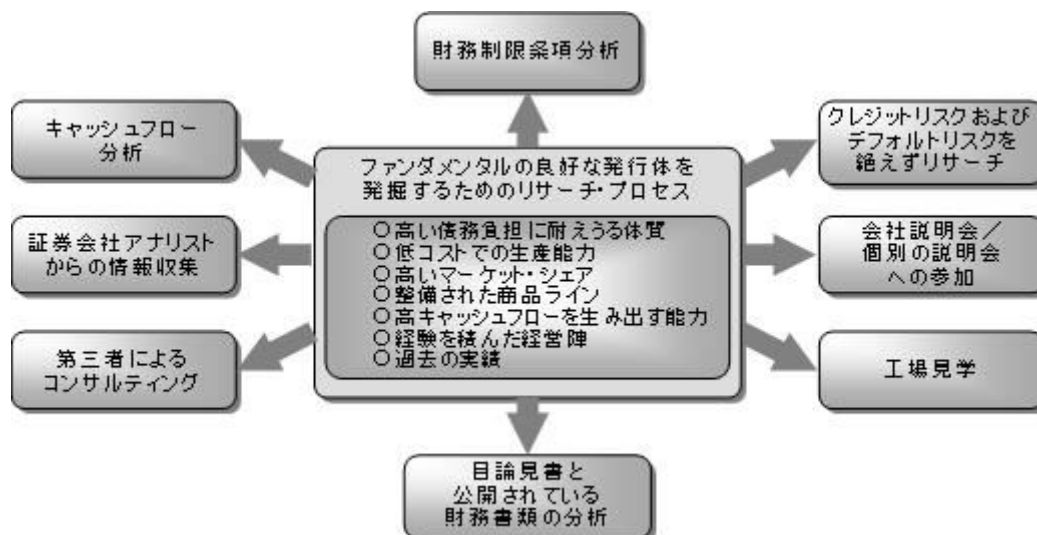 財務制限条項分析
キャッシュフロー
分析
クレジットリスクおよび
デフォルトリスクを
絶えずリサーチ
ファンダメンタルの良好な発行体を
発掘するためのリサーチ・プロセス
○高い債務負担に耐えうる体質
○低コストでの生産能力
○高いマーケット・シェア
○整備された商品ライン
○高キャッシュフローを生み出す能力
○経験を積んだ経営陣
○過去の実績
証券会社アナリスト
からの情報収集
会社説明会/
個別の説明会
への参加
第三者による
コンサルティング
工場見学
目論見書と
公開されている
財務書類の分析